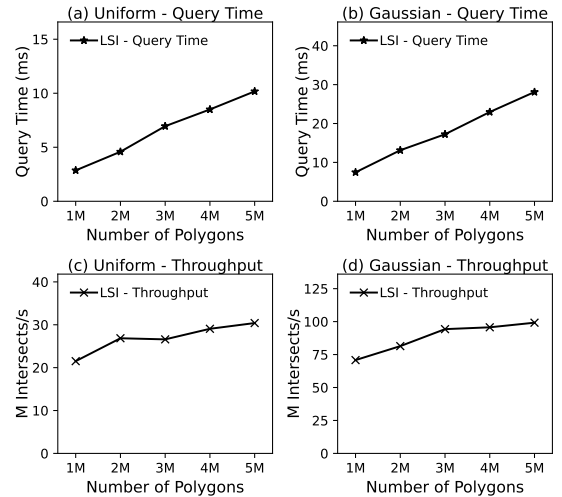 (a) Uniform - Query Time
LSI - Query Time
Query Time (ms)
15
10
5
0
1M 2M 3M 4M 5M
Number of Polygons
(b) Gaussian - Query Time
LSI - Query Time
Query Time (ms)
40
30
20
10
0
1M 2M 3M 4M 5M
Number of Polygons
(c) Uniform - Throughput
LSI - Throughput
M Intersects/s
40
30
20
10
0
1M 2M 3M 4M 5M
Number of Polygons
(d) Gaussian - Throughput
LSI - Throughput
M Intersects/s
125
100
75
50
25
0
1M 2M 3M 4M 5M
Number of Polygons